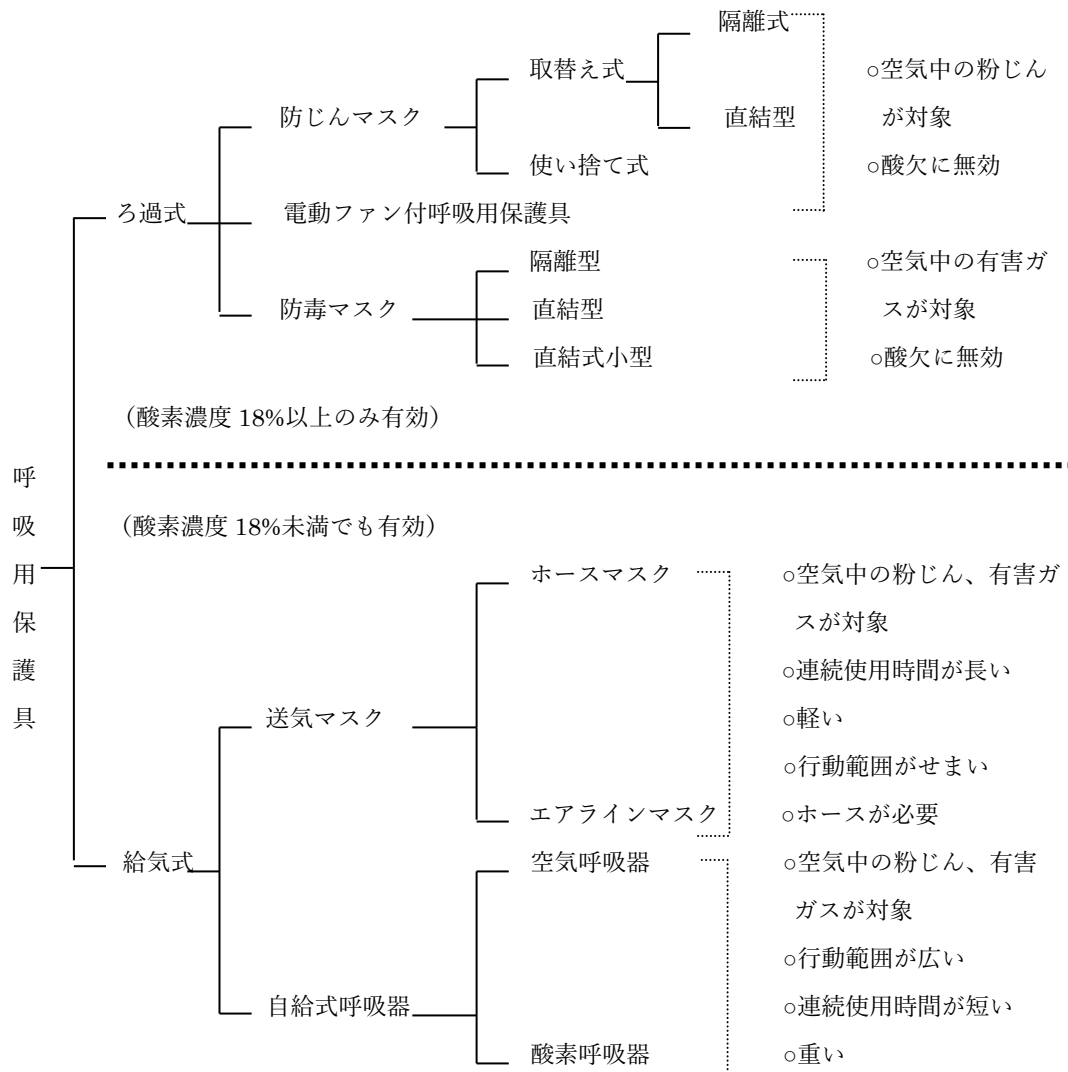 隔離式
取替え式
○空気中の粉じん
防じんマスク
直結型
が対象
使い捨て式
○酸欠に無効
ろ過式
電動ファン付呼吸用保護具
隔離型
○空気中の有害ガ
防毒マスク
直結型
スが対象
直結式小型
○酸欠に無効
（酸素濃度 18%以上のみ有効）
呼吸用保護具
（酸素濃度 18%未満でも有効）
ホースマスク
○空気中の粉じん、有害ガ
スが対象
○連続使用時間が長い
送気マスク
○軽い
○行動範囲がせまい
エアラインマスク
○ホースが必要
給気式
空気呼吸器
○空気中の粉じん、有害
ガスが対象
○行動範囲が広い
自給式呼吸器
○連続使用時間が短い
酸素呼吸器
○重い